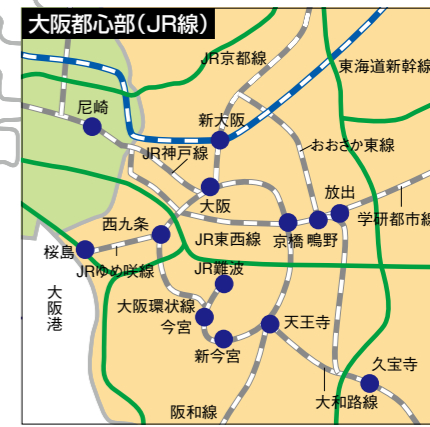 大阪都心部(JR線)
JR京都線
東海道新幹線
尼崎
新大阪
JR神戸線
おおさか東線
放出
大阪
学研都市線
西九条
JR東西線
京橋
鴫野
桜島
JRゆめ咲線
JR難波
大阪港
大阪環状線
今宮
天王寺
新今宮
久宝寺
大和路線
阪和線